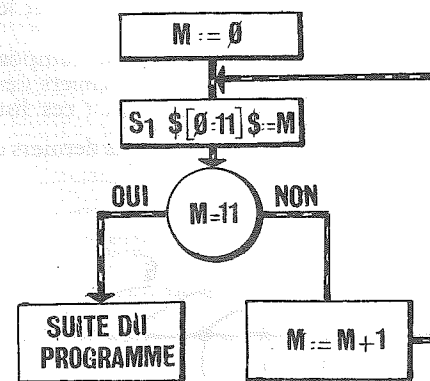 M := Ø
S1 $[Ø:11]$:=M
OUI
M=11
NON
SUITE DU
PROGRAMME
M := M+1